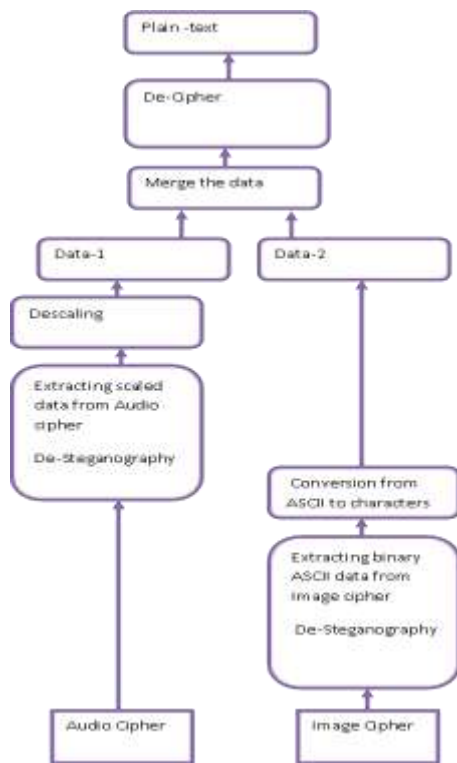 Plain -text
De-Cipher
Merge the data
Data-1
Data-2
Descaling
Extracting scaled
data from Audio
cipher
De-Steganography
Conversion from
ASCII to characters
Extracting binary
ASCII data from
Image cipher
De-Steganography
Audio Cipher
Image Cipher